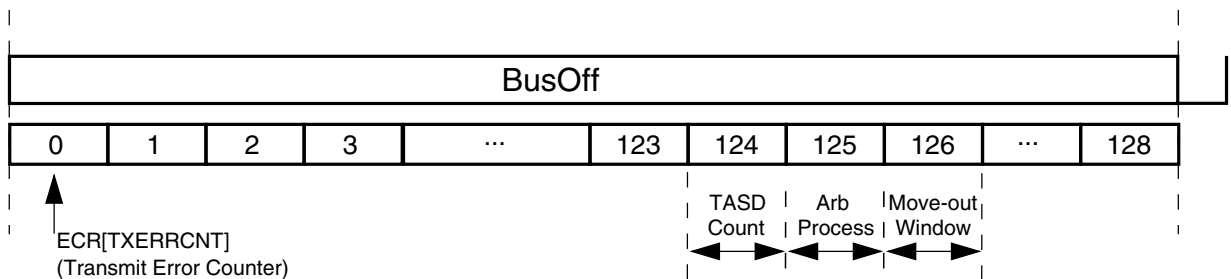 BusOff
0 1 2 3 ... 123 124 125 126 ... 128
TASD Count
Arb Process
Move-out Window
ECR[TXERRCNT]
(Transmit Error Counter)